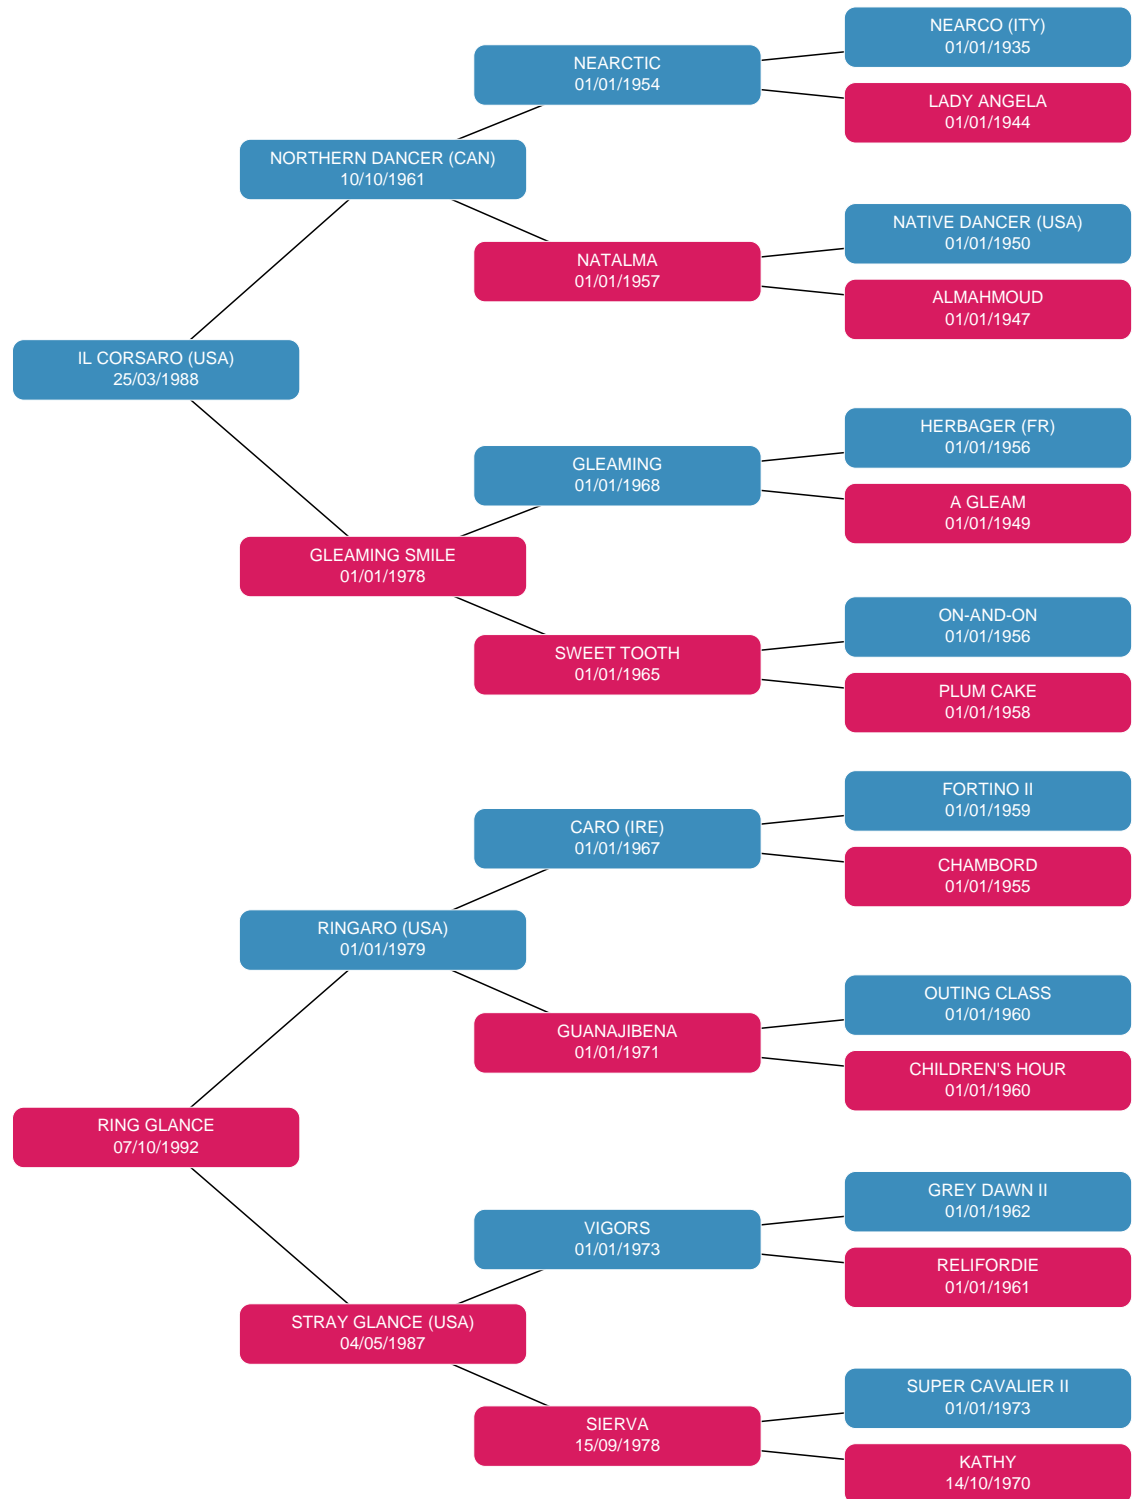 NEARCO (ITY)
01/01/1935
NEARCTIC
01/01/1954
LADY ANGELA
01/01/1944
NORTHERN DANCER (CAN)
10/10/1961
NATIVE DANCER (USA)
01/01/1950
NATALMA
01/01/1957
ALMAHMOUD
01/01/1947
IL CORSARO (USA)
25/03/1988
HERBAGER (FR)
01/01/1956
GLEAMING
01/01/1968
A GLEAM
01/01/1949
GLEAMING SMILE
01/01/1978
ON-AND-ON
01/01/1956
SWEET TOOTH
01/01/1965
PLUM CAKE
01/01/1958
FORTINO II
01/01/1959
CARO (IRE)
01/01/1967
CHAMBORD
01/01/1955
RINGARO (USA)
01/01/1979
OUTING CLASS
01/01/1960
GUANAJIBENA
01/01/1971
CHILDREN'S HOUR
01/01/1960
RING GLANCE
07/10/1992
GREY DAWN II
01/01/1962
VIGORS
01/01/1973
RELIFORDIE
01/01/1961
STRAY GLANCE (USA)
04/05/1987
SUPER CAVALIER II
01/01/1973
SIERVA
15/09/1978
KATHY
14/10/1970